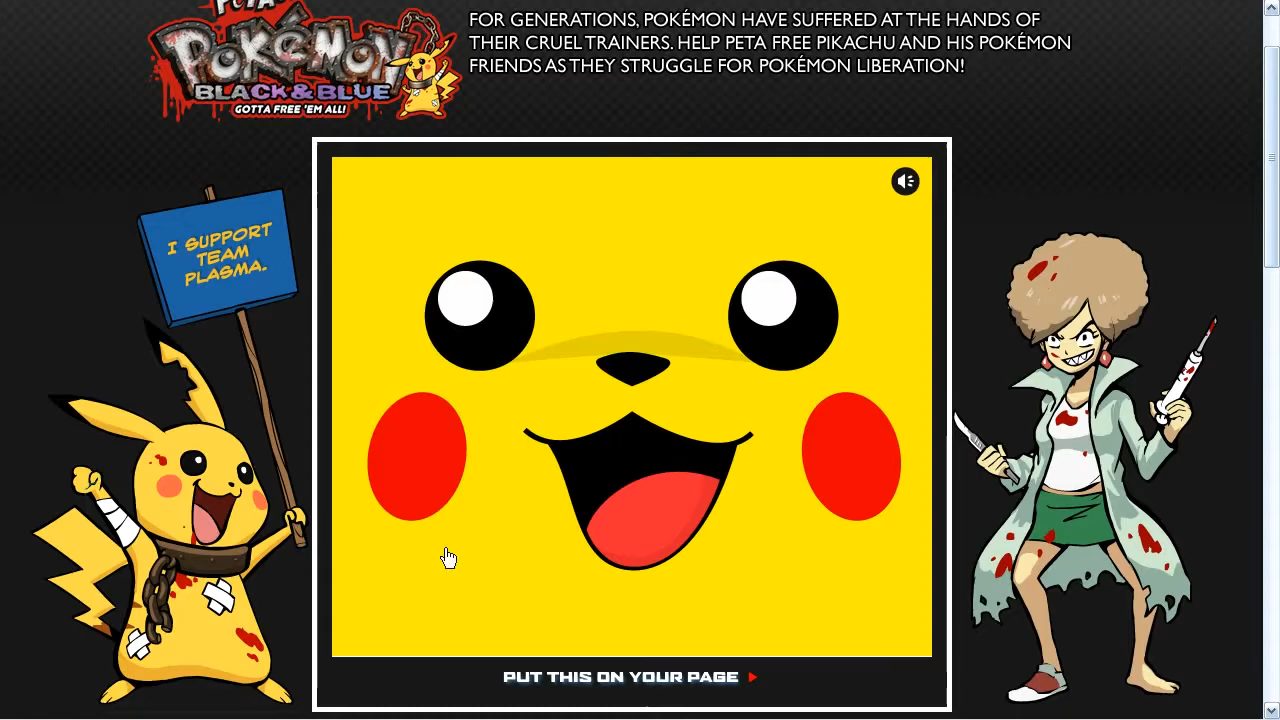 PETA'S
POKÉMON
BLACK & BLUE
GOTTA FREE 'EM ALL!
FOR GENERATIONS, POKÉMON HAVE SUFFERED AT THE HANDS OF
THEIR CRUEL TRAINERS. HELP PETA FREE PIKACHU AND HIS POKÉMON
FRIENDS AS THEY STRUGGLE FOR POKÉMON LIBERATION!
I SUPPORT
TEAM
PLASMA.
PUT THIS ON YOUR PAGE